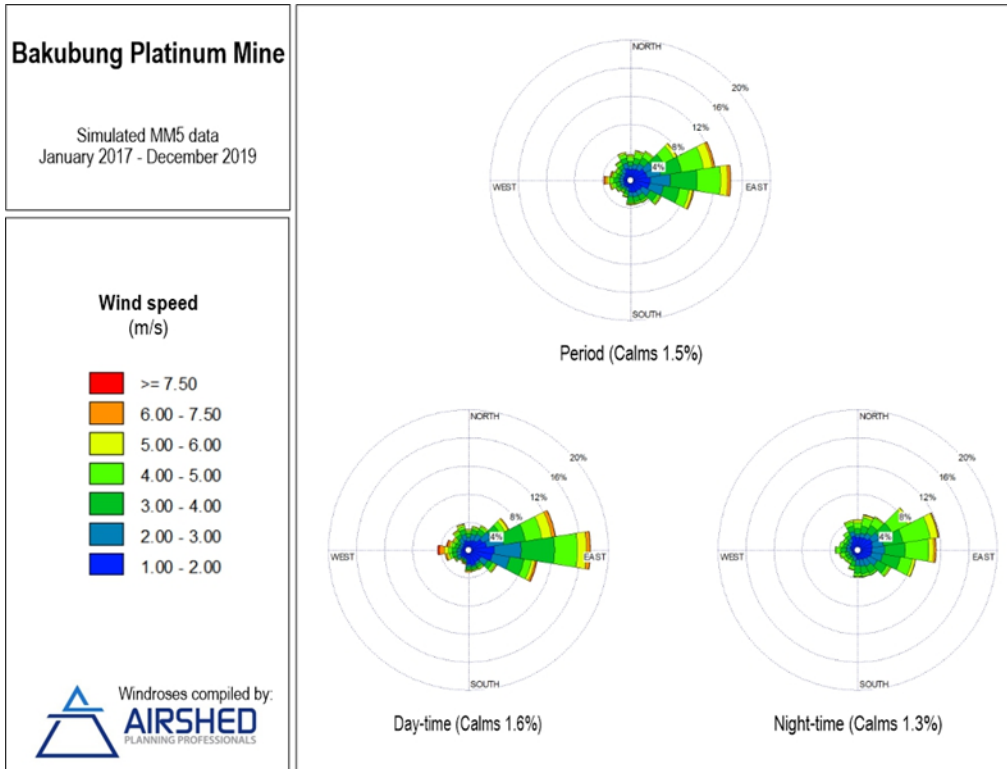 Bakubung Platinum Mine
Simulated MM5 data
January 2017 - December 2019
Wind speed
(m/s)
>= 7.50
6.00 - 7.50
5.00 - 6.00
4.00 - 5.00
3.00 - 4.00
2.00 - 3.00
1.00 - 2.00
Windroses compiled by:
AIRSHED
PLANNING PROFESSIONALS
NORTH
20%
16%
12%
8%
4%
WEST
EAST
SOUTH
Period (Calms 1.5%)
NORTH
20%
16%
12%
8%
4%
WEST
EAST
SOUTH
Day-time (Calms 1.6%)
NORTH
20%
16%
12%
8%
4%
WEST
EAST
SOUTH
Night-time (Calms 1.3%)